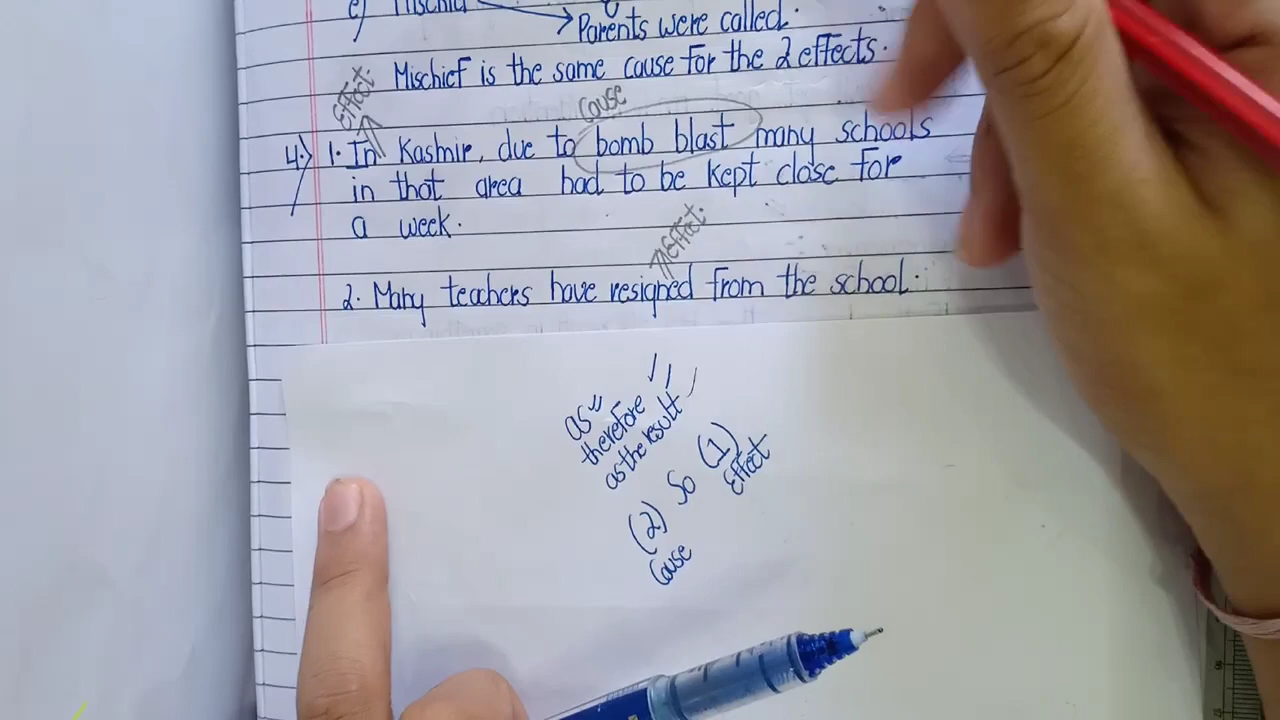 e) Mischief
Parents were called.
Mischief is the same cause for the 2 effects.
Effect.
Cause
4.) 1. In Kashmir, due to bomb blast many schools
in that area had to be kept close for
a week.
Effect.
2. Many teachers have resigned from the school.
as
therefore
as the result
(2) So (1)
Cause Effect